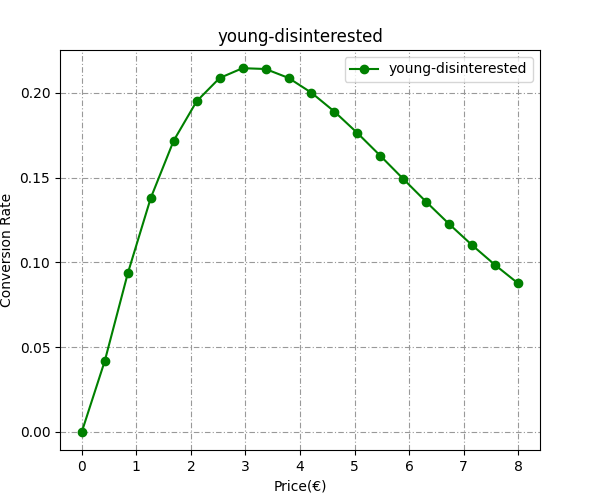 young-disinterested
young-disinterested
Conversion Rate
0.20
0.15
0.10
0.05
0.00
0 1 2 3 4 5 6 7 8
Price(€)